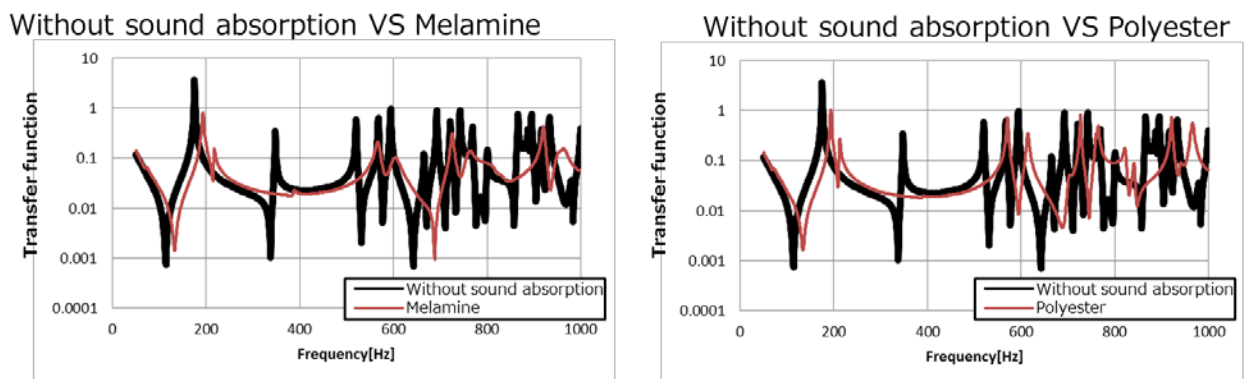 Without sound absorption VS Melamine
Transfer function
10
1
0.1
0.01
0.001
0.0001
0
200
400
600
800
1000
Without sound absorption
Melamine
Frequency[Hz]
Without sound absorption VS Polyester
Transfer function
10
1
0.1
0.01
0.001
0.0001
0
200
400
600
800
1000
Without sound absorption
Polyester
Frequency[Hz]